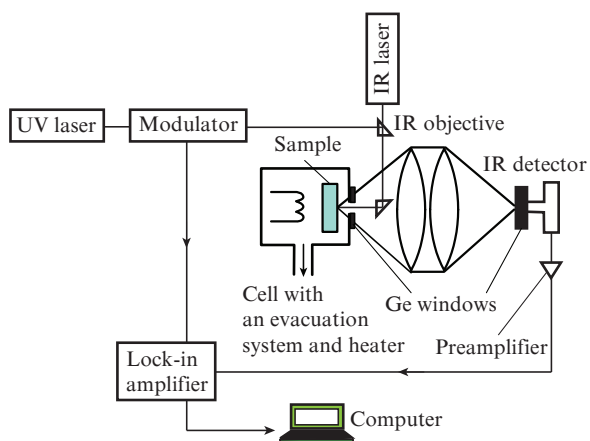 IR laser
UV laser
Modulator
IR objective
Sample
IR detector
Cell with
an evacuation
system and heater
Ge windows
Preamplifier
Lock-in
amplifier
Computer